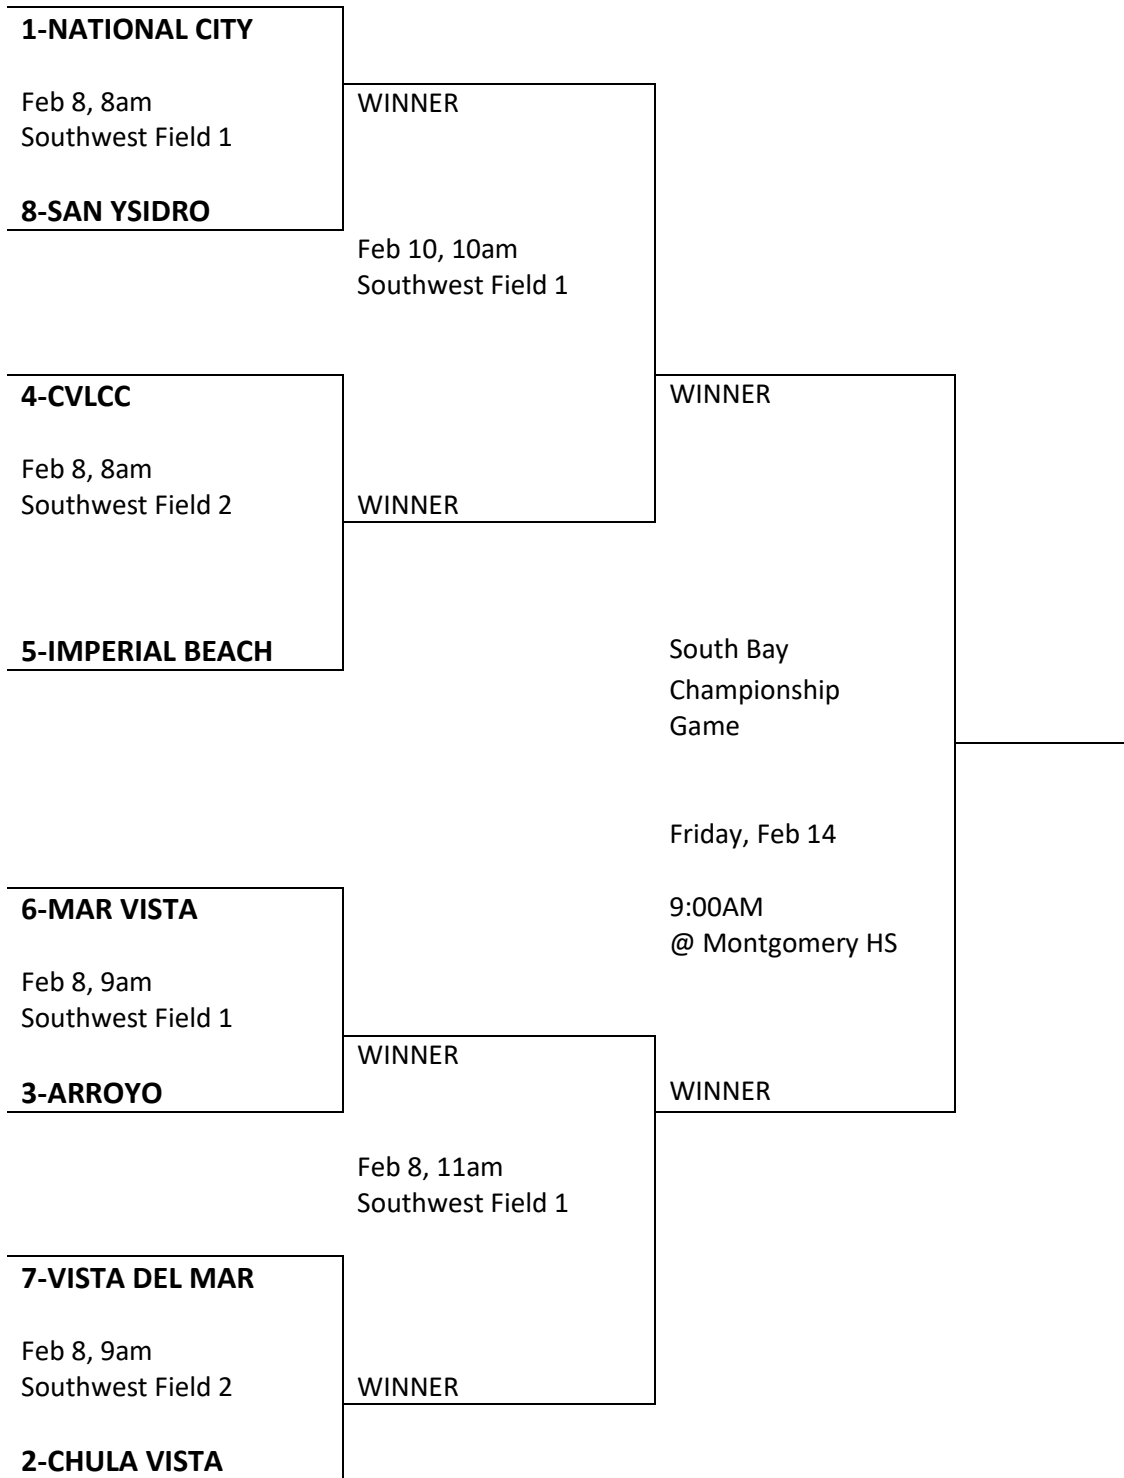 1-NATIONAL CITY
Feb 8, 8am
Southwest Field 1
8-SAN YSIDRO
WINNER
Feb 10, 10am
Southwest Field 1
4-CVLCC
Feb 8, 8am
Southwest Field 2
5-IMPERIAL BEACH
WINNER
WINNER
South Bay
Championship
Game
Friday, Feb 14
9:00AM
@ Montgomery HS
6-MAR VISTA
Feb 8, 9am
Southwest Field 1
3-ARROYO
WINNER
WINNER
Feb 8, 11am
Southwest Field 1
7-VISTA DEL MAR
Feb 8, 9am
Southwest Field 2
2-CHULA VISTA
WINNER